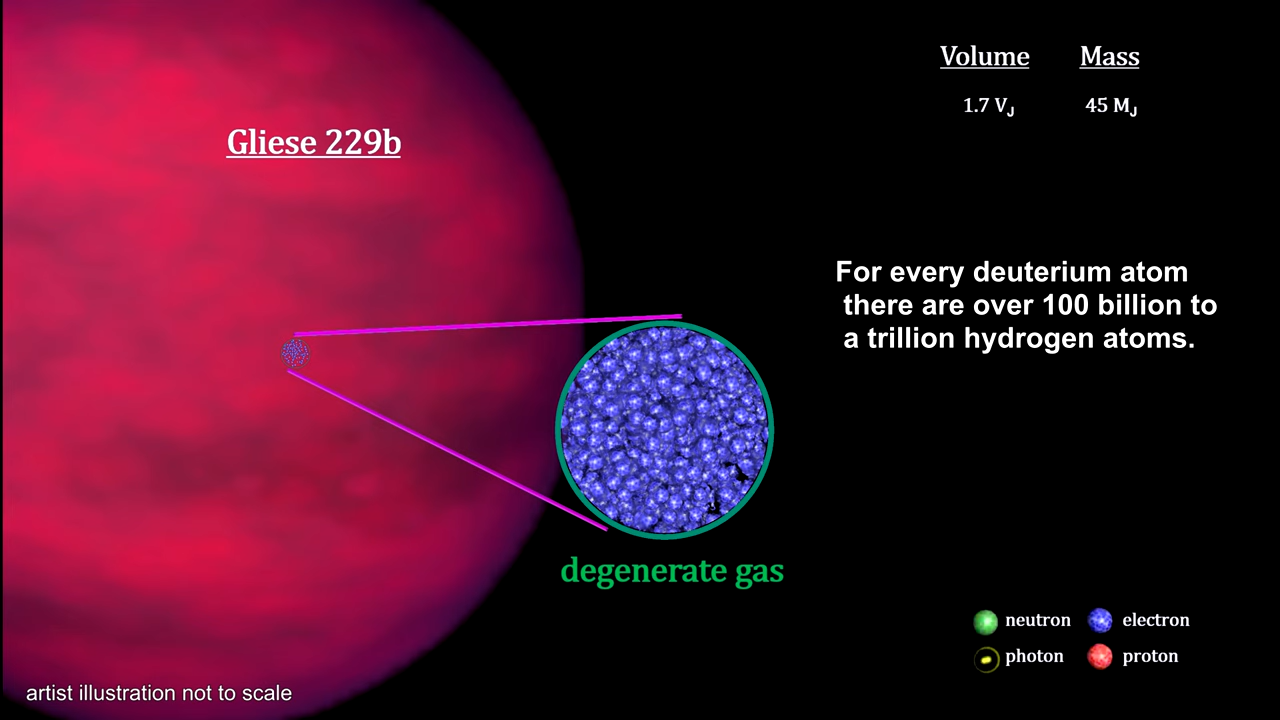 Volume Mass
1.7 VJ 45 MJ
Gliese 229b
For every deuterium atom
there are over 100 billion to
a trillion hydrogen atoms.
degenerate gas
neutron electron
photon proton
artist illustration not to scale